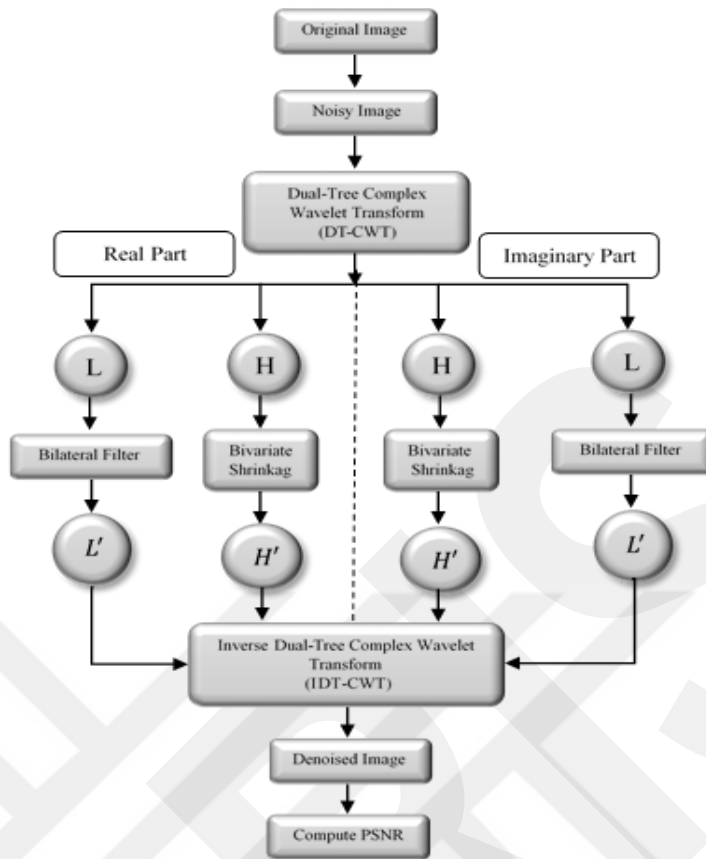 Original Image
Noisy Image
Dual-Tree Complex
Wavelet Transform
(DT-CWT)
Real Part
Imaginary Part
L
H
H
L
Bilateral Filter
Bivariate
Shrinkag
Bivariate
Shrinkag
Bilateral Filter
L'
H'
H'
L'
Inverse Dual-Tree Complex Wavelet
Transform
(IDT-CWT)
Denoised Image
Compute PSNR